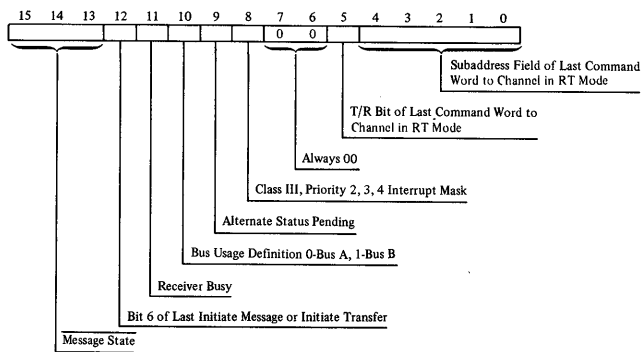 15 14 13 12 11 10 9 8 7 6 5 4 3 2 1 0
0 0
Subaddress Field of Last Command
Word to Channel in RT Mode
T/R Bit of Last Command Word to
Channel in RT Mode
Always 00
Class III, Priority 2, 3, 4 Interrupt Mask
Alternate Status Pending
Bus Usage Definition 0-Bus A, 1-Bus B
Receiver Busy
Bit 6 of Last Initiate Message or Initiate Transfer
Message State